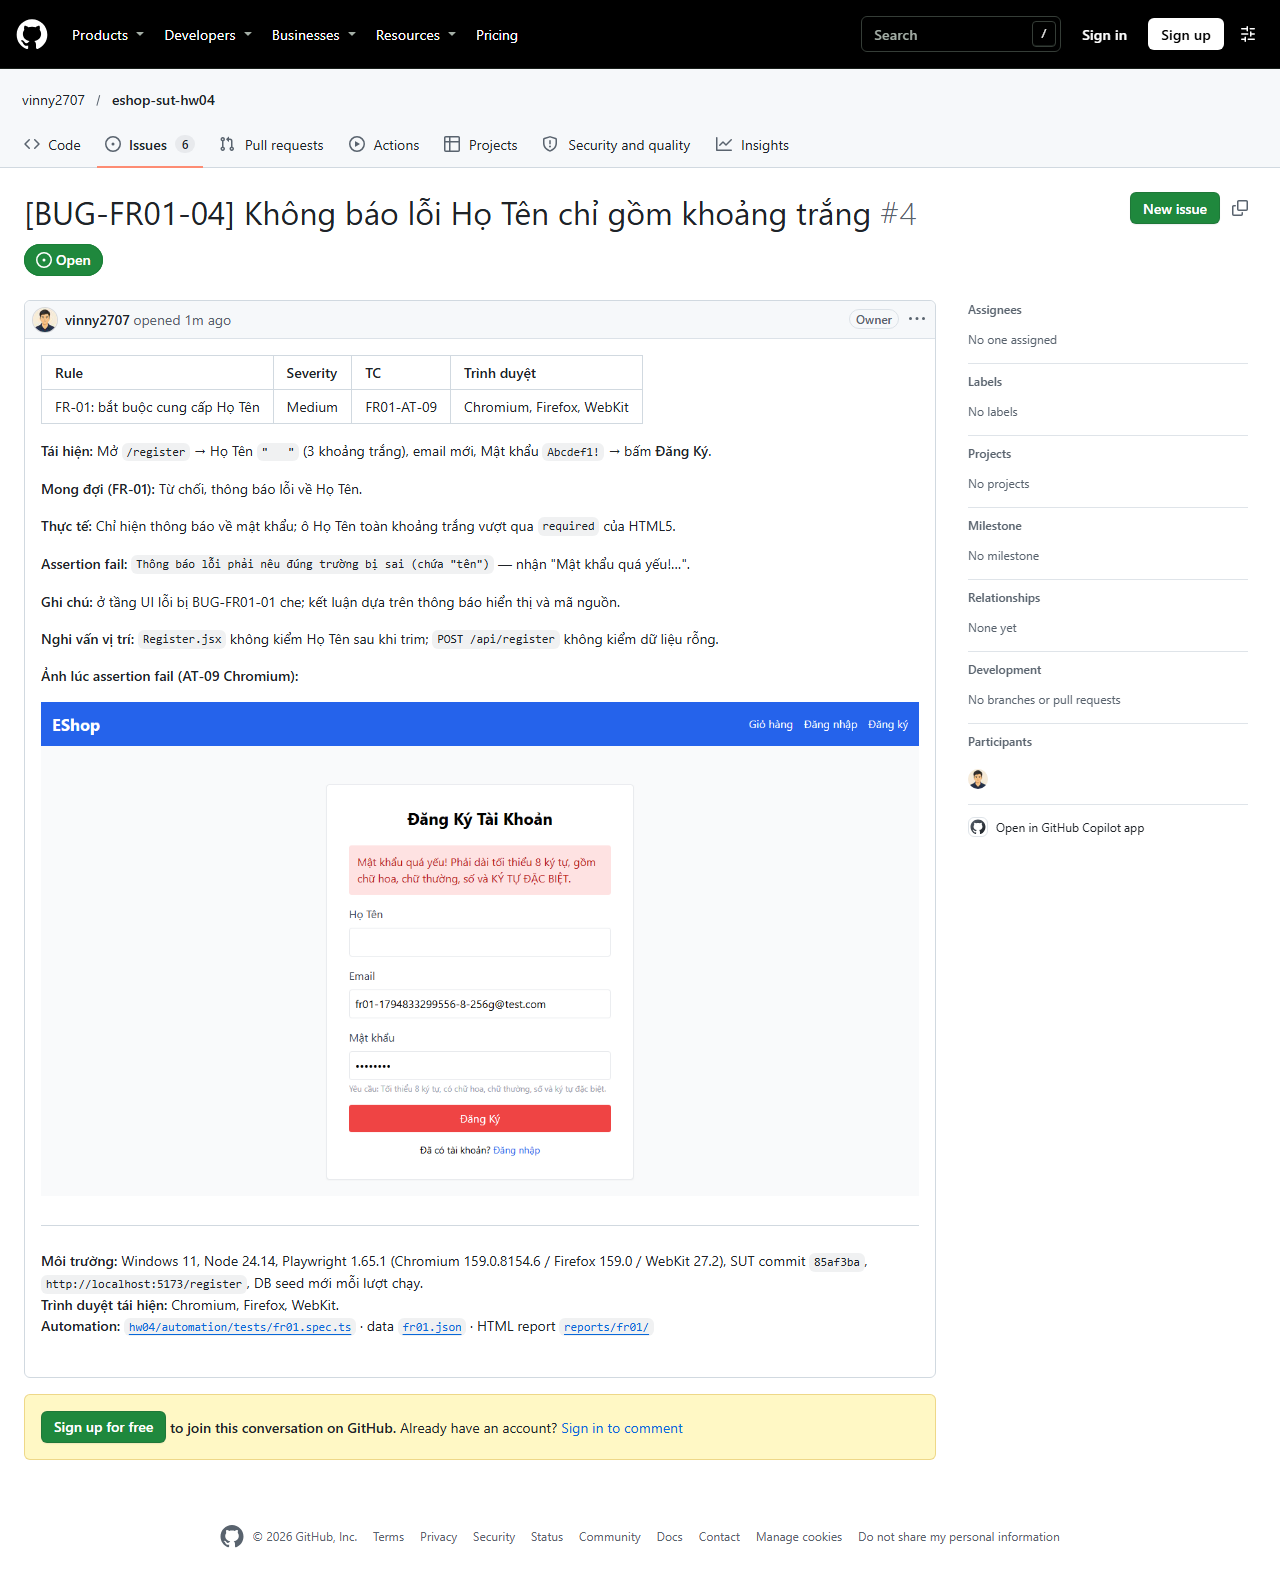 Products Developers Businesses Resources Pricing Search / Sign in Sign up
vinny2707 / eshop-sut-hw04
Code Issues 6 Pull requests Actions Projects Security and quality Insights
[BUG-FR01-04] Không báo lỗi Họ Tên chỉ gồm khoảng trắng #4
New issue
Open
vinny2707 opened 1m ago Owner
Rule Severity TC Trình duyệt
FR-01: bắt buộc cung cấp Họ Tên Medium FR01-AT-09 Chromium, Firefox, WebKit
Tái hiện: Mở /register → Họ Tên "   " (3 khoảng trắng), email mới, Mật khẩu Abcdef1! → bấm Đăng Ký.
Mong đợi (FR-01): Từ chối, thông báo lỗi về Họ Tên.
Thực tế: Chỉ hiện thông báo về mật khẩu; ô Họ Tên toàn khoảng trắng vượt qua required của HTML5.
Assertion fail: Thông báo lỗi phải nêu đúng trường bị sai (chứa "tên") — nhận "Mật khẩu quá yếu!...".
Ghi chú: ở tầng UI lỗi bị BUG-FR01-01 che; kết luận dựa trên thông báo hiển thị và mã nguồn.
Nghi vấn vị trí: Register.jsx không kiểm Họ Tên sau khi trim; POST /api/register không kiểm dữ liệu rỗng.
Ảnh lúc assertion fail (AT-09 Chromium):
EShop Giỏ hàng Đăng nhập Đăng ký
Đăng Ký Tài Khoản
Mật khẩu quá yếu! Phải dài tối thiểu 8 ký tự, gồm
chữ hoa, chữ thường, số và KÝ TỰ ĐẶC BIỆT.
Họ Tên
Email
fr01-1794833299556-8-256g@test.com
Mật khẩu
••••••••
Yêu cầu: Tối thiểu 8 ký tự, có chữ hoa, chữ thường, số và ký tự đặc biệt.
Đăng Ký
Đã có tài khoản? Đăng nhập
Môi trường: Windows 11, Node 24.14, Playwright 1.65.1 (Chromium 159.0.8154.6 / Firefox 159.0 / WebKit 27.2), SUT commit 85af3ba,
http://localhost:5173/register, DB seed mới mỗi lượt chạy.
Trình duyệt tái hiện: Chromium, Firefox, WebKit.
Automation: hw04/automation/tests/fr01.spec.ts · data fr01.json · HTML report reports/fr01/
Assignees
No one assigned
Labels
No labels
Projects
No projects
Milestone
No milestone
Relationships
None yet
Development
No branches or pull requests
Participants
Open in GitHub Copilot app
Sign up for free to join this conversation on GitHub. Already have an account? Sign in to comment
© 2026 GitHub, Inc. Terms Privacy Security Status Community Docs Contact Manage cookies Do not share my personal information